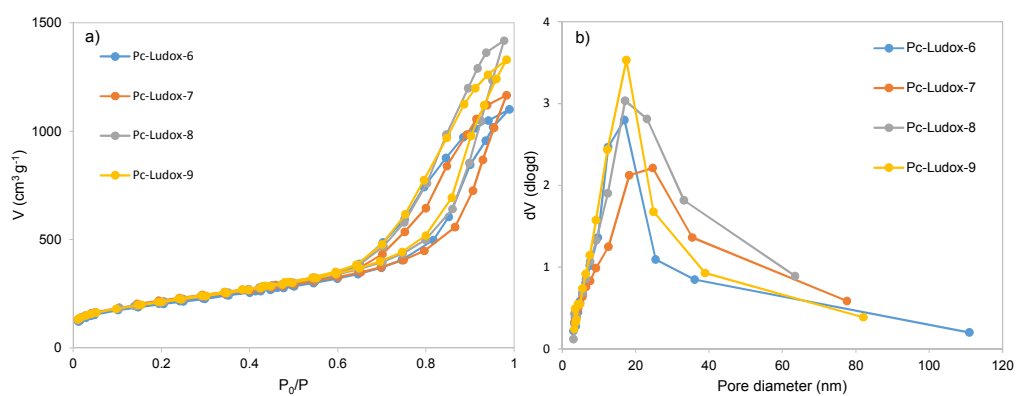 a)
Pc-Ludox-6
Pc-Ludox-7
Pc-Ludox-8
Pc-Ludox-9
V (cm³ g⁻¹)
1500
1000
500
0
0 0.2 0.4 0.6 0.8 1
P₀/P
b)
Pc-Ludox-6
Pc-Ludox-7
Pc-Ludox-8
Pc-Ludox-9
dV (dlogd)
4
3
2
1
0
0 20 40 60 80 100 120
Pore diameter (nm)